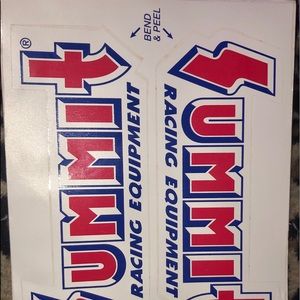 SUMMIT
RACING EQUIPMENT
®
BEND
& PEEL
SUMMIT
RACING EQUIPMENT